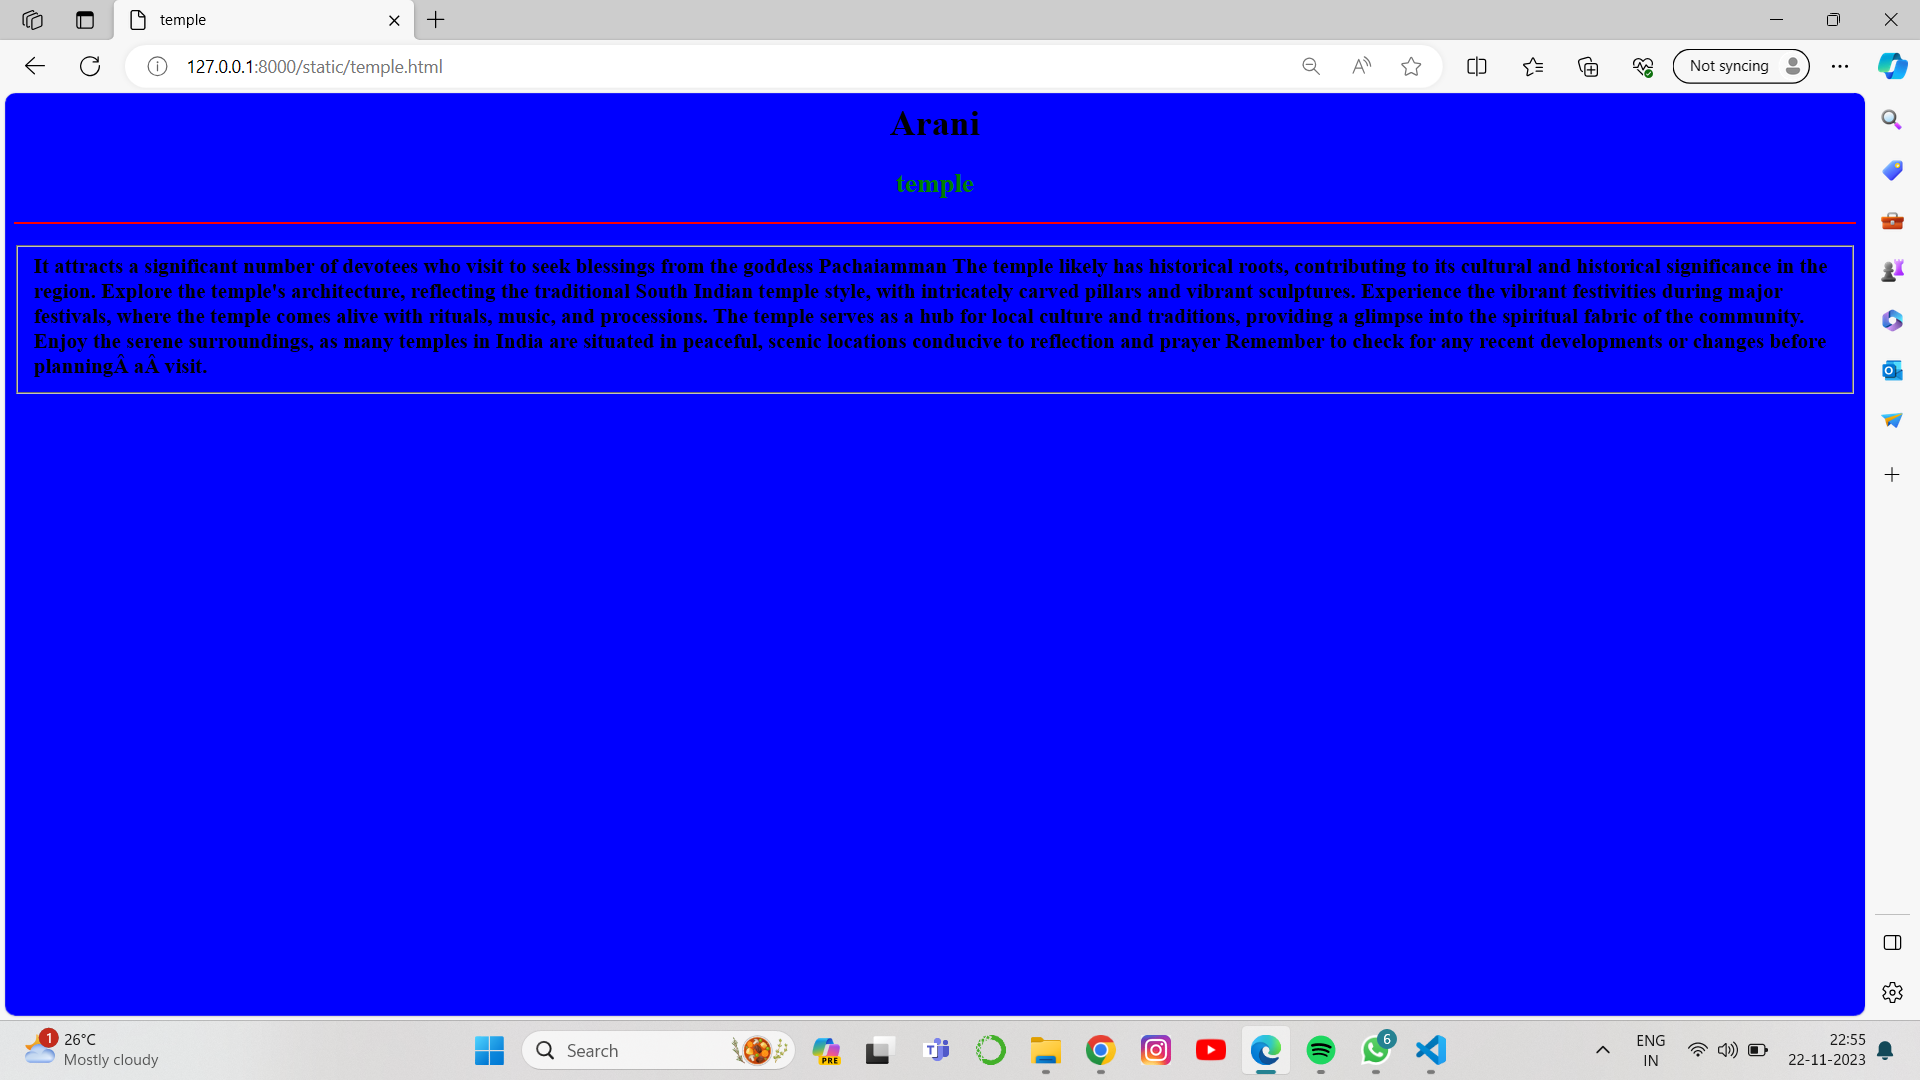 temple
127.0.0.1:8000/static/temple.html
Not syncing
Arani
temple
It attracts a significant number of devotees who visit to seek blessings from the goddess Pachaiamman The temple likely has historical roots, contributing to its cultural and historical significance in the
region. Explore the temple's architecture, reflecting the traditional South Indian temple style, with intricately carved pillars and vibrant sculptures. Experience the vibrant festivities during major
festivals, where the temple comes alive with rituals, music, and processions. The temple serves as a hub for local culture and traditions, providing a glimpse into the spiritual fabric of the community.
Enjoy the serene surroundings, as many temples in India are situated in peaceful, scenic locations conducive to reflection and prayer Remember to check for any recent developments or changes before
planningÂ aÂ visit.
1
26°C
Mostly cloudy
Search
PRE
6
ENG
IN
22:55
22-11-2023